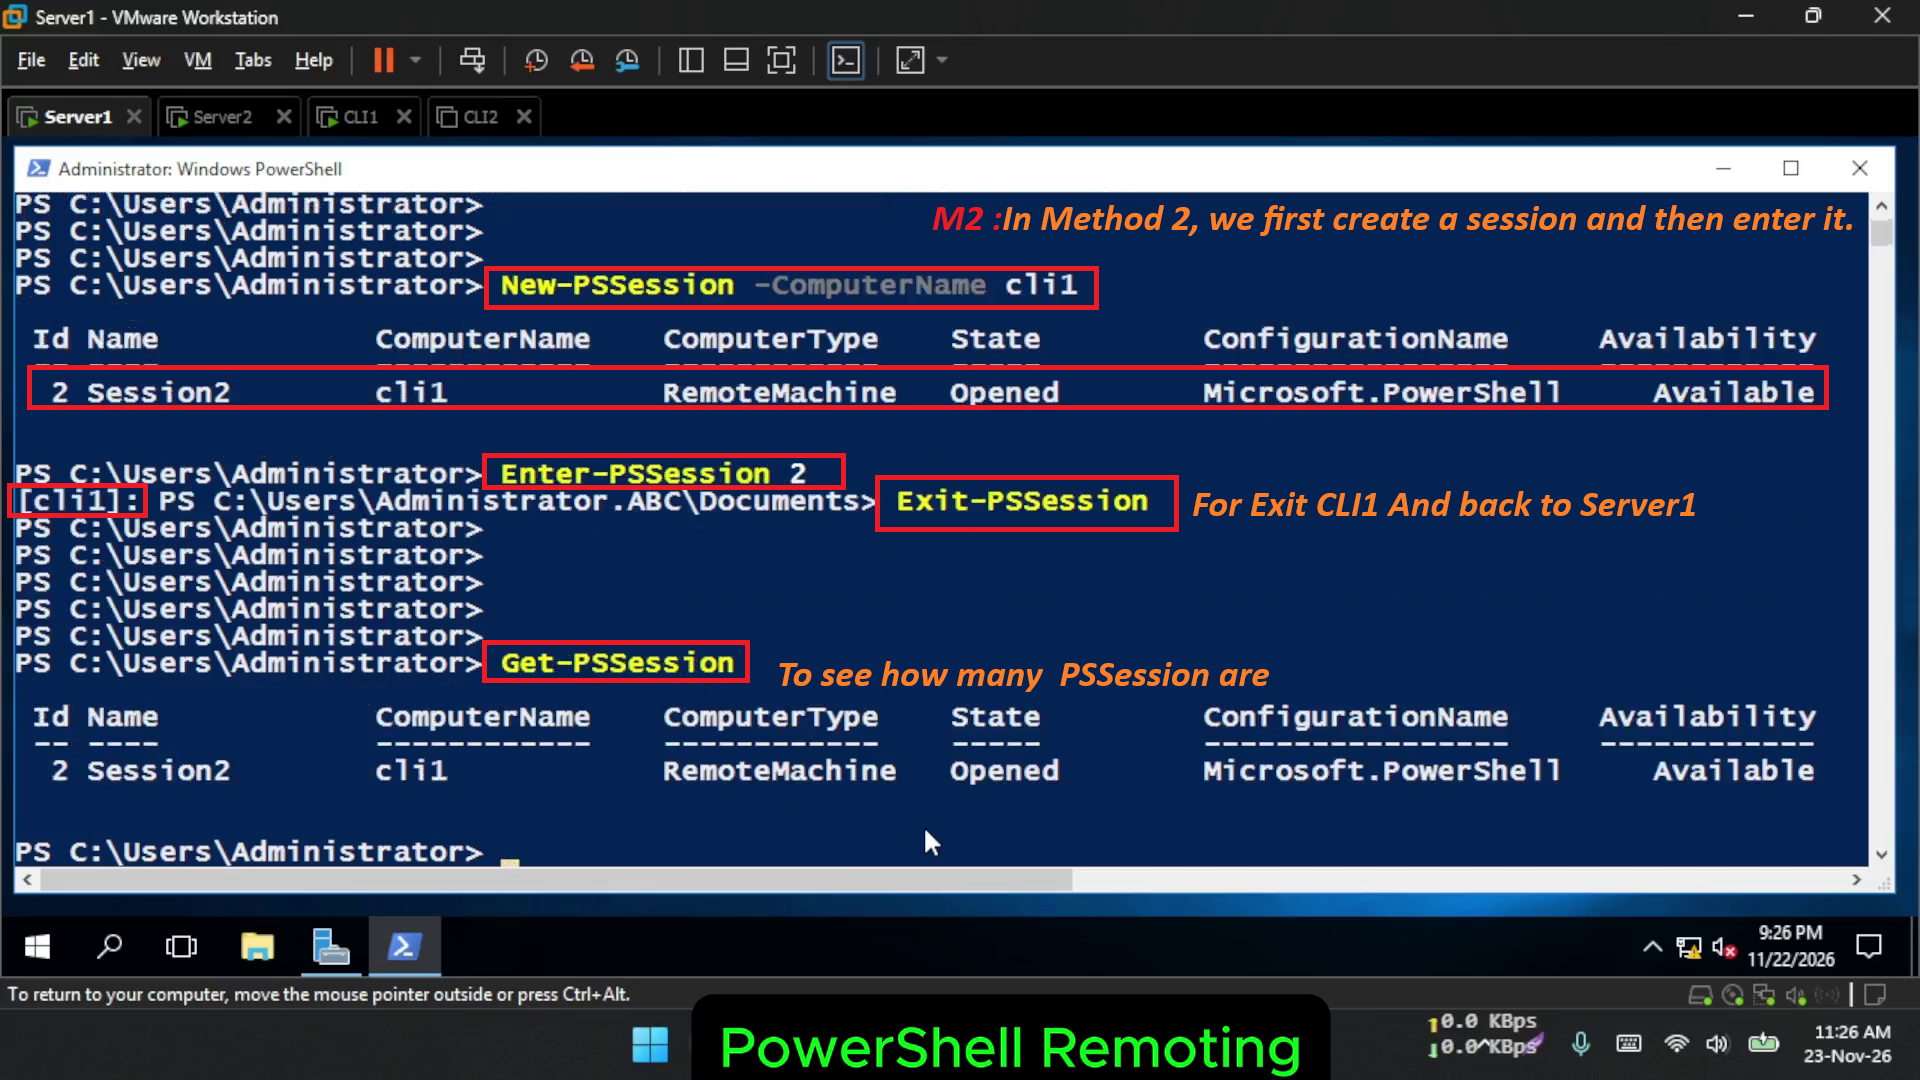 Server1 - VMware Workstation
File Edit View VM Tabs Help
Server1 Server2 CLI1 CLI2
Administrator: Windows PowerShell
PS C:\Users\Administrator>
M2 :In Method 2, we first create a session and then enter it.
PS C:\Users\Administrator>
PS C:\Users\Administrator>
PS C:\Users\Administrator> New-PSSession -ComputerName cli1
Id Name ComputerName ComputerType State ConfigurationName Availability
-- ---- ------------ ------------ ----- ----------------- ------------
2 Session2 cli1 RemoteMachine Opened Microsoft.PowerShell Available
PS C:\Users\Administrator> Enter-PSSession 2
[cli1]: PS C:\Users\Administrator.ABC\Documents> Exit-PSSession For Exit CLI1 And back to Server1
PS C:\Users\Administrator>
PS C:\Users\Administrator>
PS C:\Users\Administrator>
PS C:\Users\Administrator>
PS C:\Users\Administrator>
PS C:\Users\Administrator> Get-PSSession To see how many PSSession are
Id Name ComputerName ComputerType State ConfigurationName Availability
-- ---- ------------ ------------ ----- ----------------- ------------
2 Session2 cli1 RemoteMachine Opened Microsoft.PowerShell Available
PS C:\Users\Administrator>
9:26 PM
11/22/2026
To return to your computer, move the mouse pointer outside or press Ctrl+Alt.
PowerShell Remoting
0.0 KBps
0.0 KBps
11:26 AM
23-Nov-26